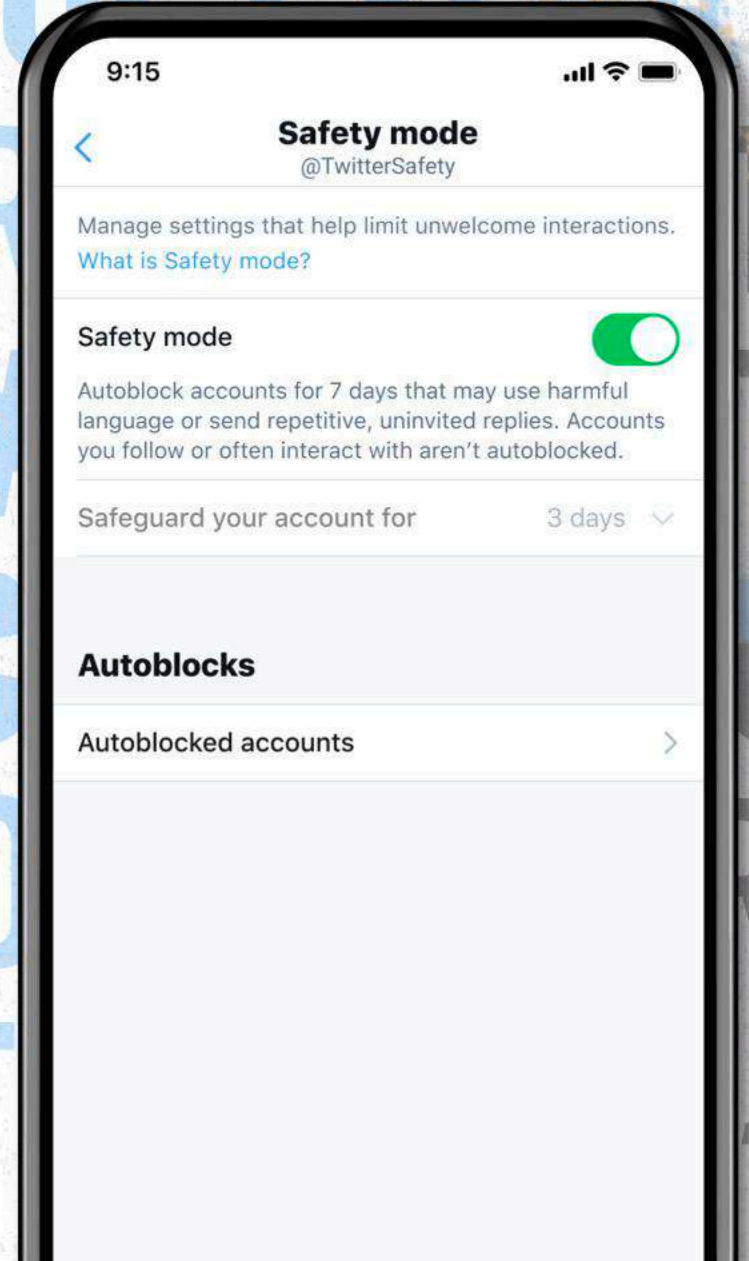 9:15
Safety mode
@TwitterSafety
Manage settings that help limit unwelcome interactions.
What is Safety mode?
Safety mode
Autoblock accounts for 7 days that may use harmful
language or send repetitive, uninvited replies. Accounts
you follow or often interact with aren’t autoblocked.
Safeguard your account for 3 days
Autoblocks
Autoblocked accounts